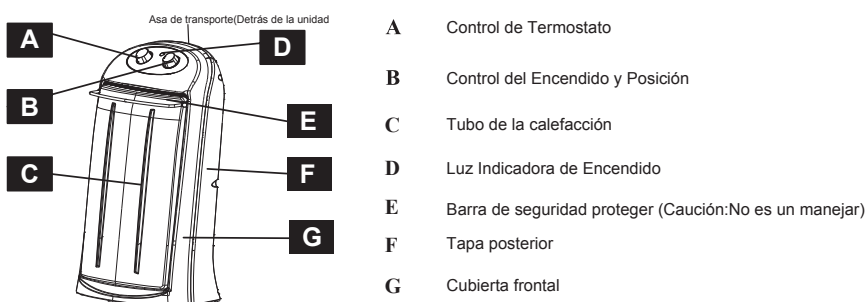 Asa de transporte(Detrás de la unidad
A
D
B
E
C
F
G
A Control de Termostato
B Control del Encendido y Posición
C Tubo de la calefacción
D Luz Indicadora de Encendido
E Barra de seguridad proteger (Caución:No es un manejar)
F Tapa posterior
G Cubierta frontal